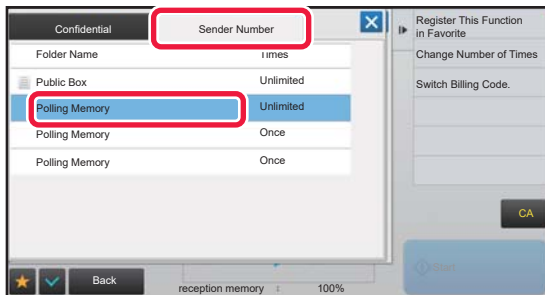 Confidential
Sender Number
Folder Name
Times
Public Box
Unlimited
Polling Memory
Unlimited
Polling Memory
Once
Polling Memory
Once
Back
reception memory : 100%
Register This Function
in Favorite
Change Number of Times
Switch Billing Code.
CA
Start